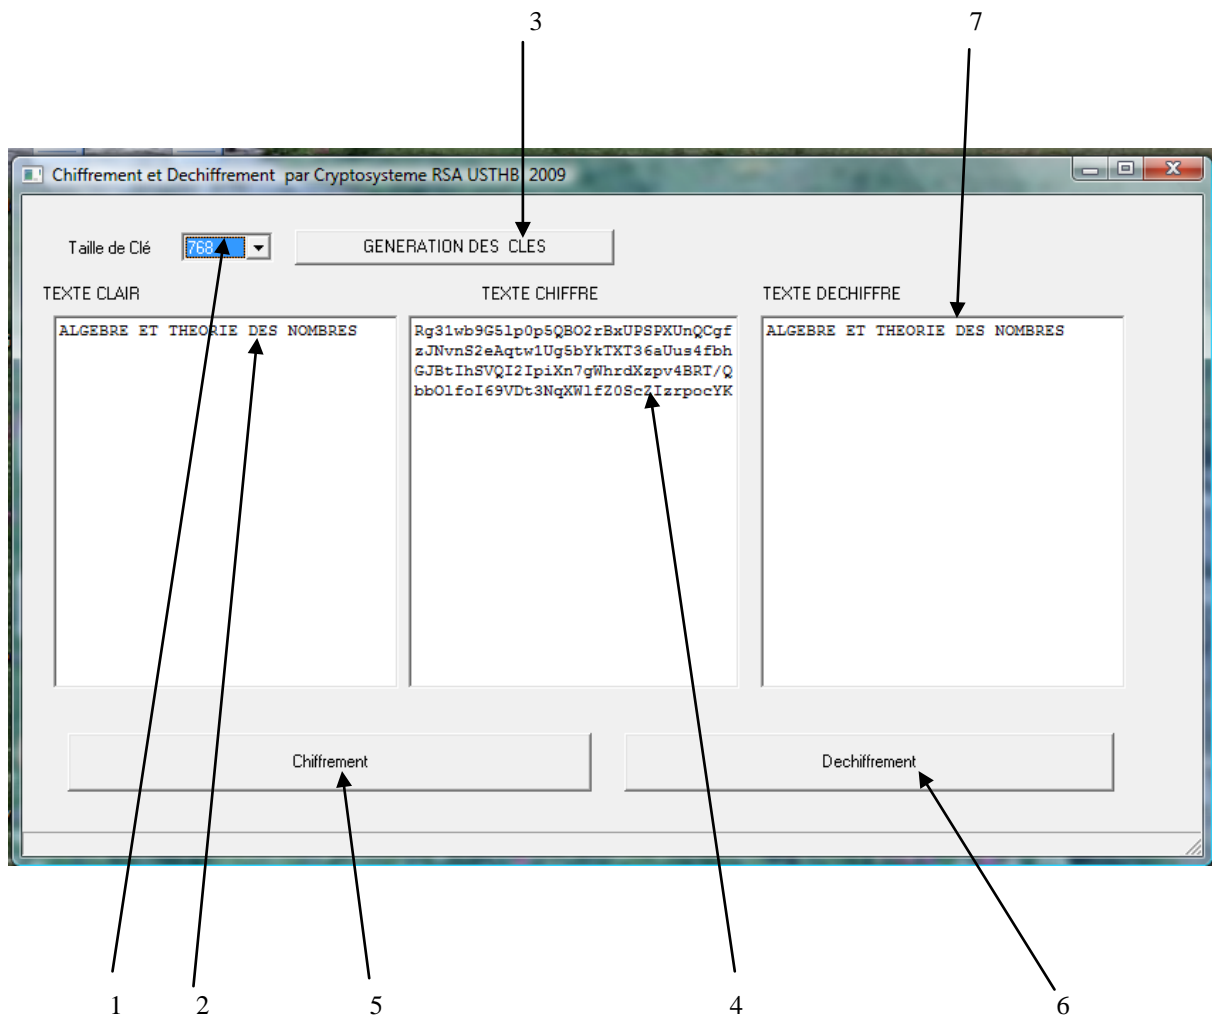 3 7
Chiffrement et Dechiffrement par Cryptosysteme RSA USTHB 2009
Taille de Clé 768 GENERATION DES CLES
TEXTE CLAIR TEXTE CHIFFRE TEXTE DECHIFFRE
ALGEBRE ET THEORIE DES NOMBRES
Rg31wb9G51p0p5QBO2rBxUPSPXUnQCgf
zJNvnS2eAqtw1Ug5bYkTXT36aUus4fbh
GJBtIhSVQI2IpiXn7gWhrdXzpv4BRT/Q
bbOlfoI69VDt3NqXWlfZ0ScZIzrpocYK
ALGEBRE ET THEORIE DES NOMBRES
Chiffrement Dechiffrement
1 2 5 4 6